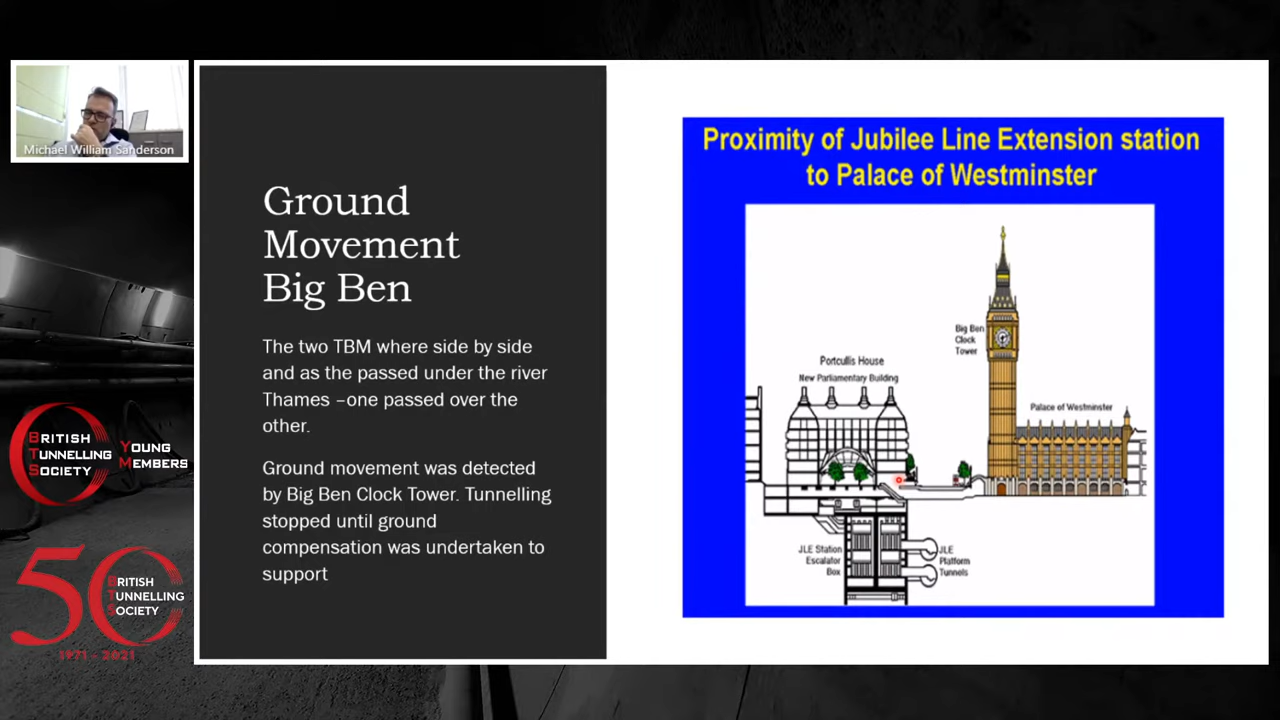 Michael William Sanderson
Ground
Movement
Big Ben
The two TBM where side by side
and as the passed under the river
Thames –one passed over the
other.
Ground movement was detected
by Big Ben Clock Tower. Tunnelling
stopped until ground
compensation was undertaken to
support
Proximity of Jubilee Line Extension station
to Palace of Westminster
Big Ben
Clock
Tower
Portcullis House
New Parliamentary Building
Palace of Westminster
JLE Station
Escalator
Box
JLE
Platform
Tunnels
BRITISH
TUNNELLING
SOCIETY
YOUNG
MEMBERS
50
BRITISH
TUNNELLING
SOCIETY
1971 - 2021